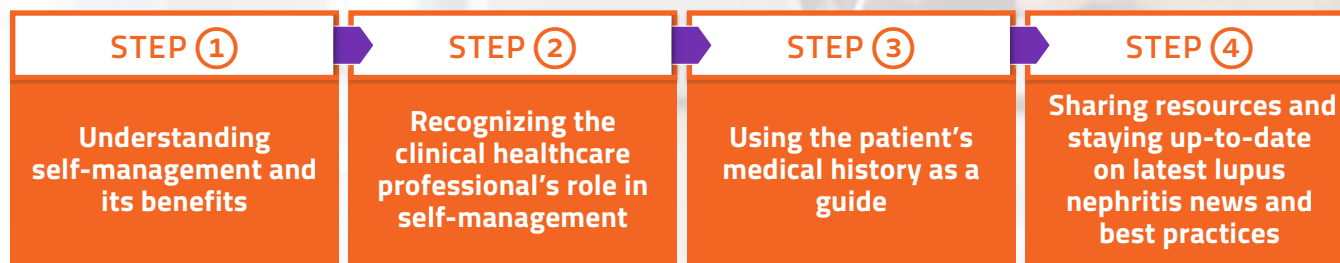 STEP 1
Understanding
self-management and
its benefits
STEP 2
Recognizing the
clinical healthcare
professional's role in
self-management
STEP 3
Using the patient's
medical history as a
guide
STEP 4
Sharing resources and
staying up-to-date
on latest lupus
nephritis news and
best practices